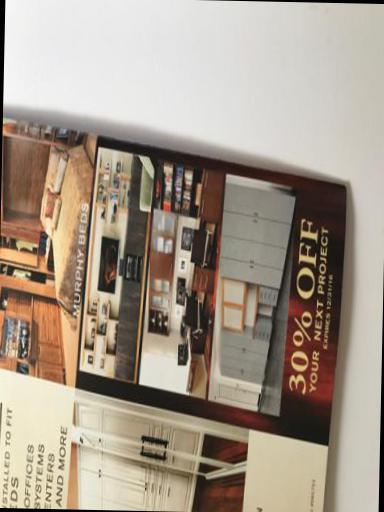 30% OFF
YOUR NEXT PROJECT
EXPIRES 12/31/16
MURPHY BEDS
STALLED TO FIT
DS
OFFICES
SYSTEMS
ENTERS
AND MORE